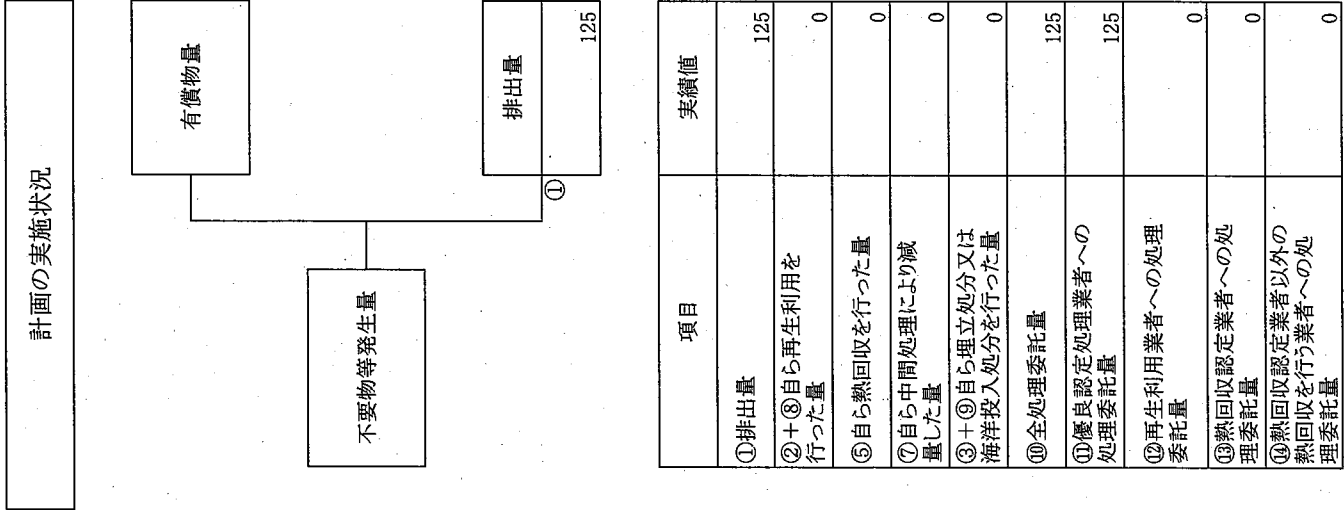 計画の実施状況
有償物量
不要物等発生量
排出量
①
125
項目
実績値
①排出量
125
②+⑧自ら再生利用を
行った量
0
⑤自ら熱回収を行った量
0
⑦自ら中間処理により減
量した量
0
③+⑨自ら埋立処分又は
海洋投入処分を行った量
0
⑩全処理委託量
125
⑪優良認定処理業者への
処理委託量
125
⑫再生利用業者への処理
委託量
0
⑬熱回収認定業者への処
理委託量
0
⑭熱回収認定業者以外の
熱回収を行う業者への処
理委託量
0